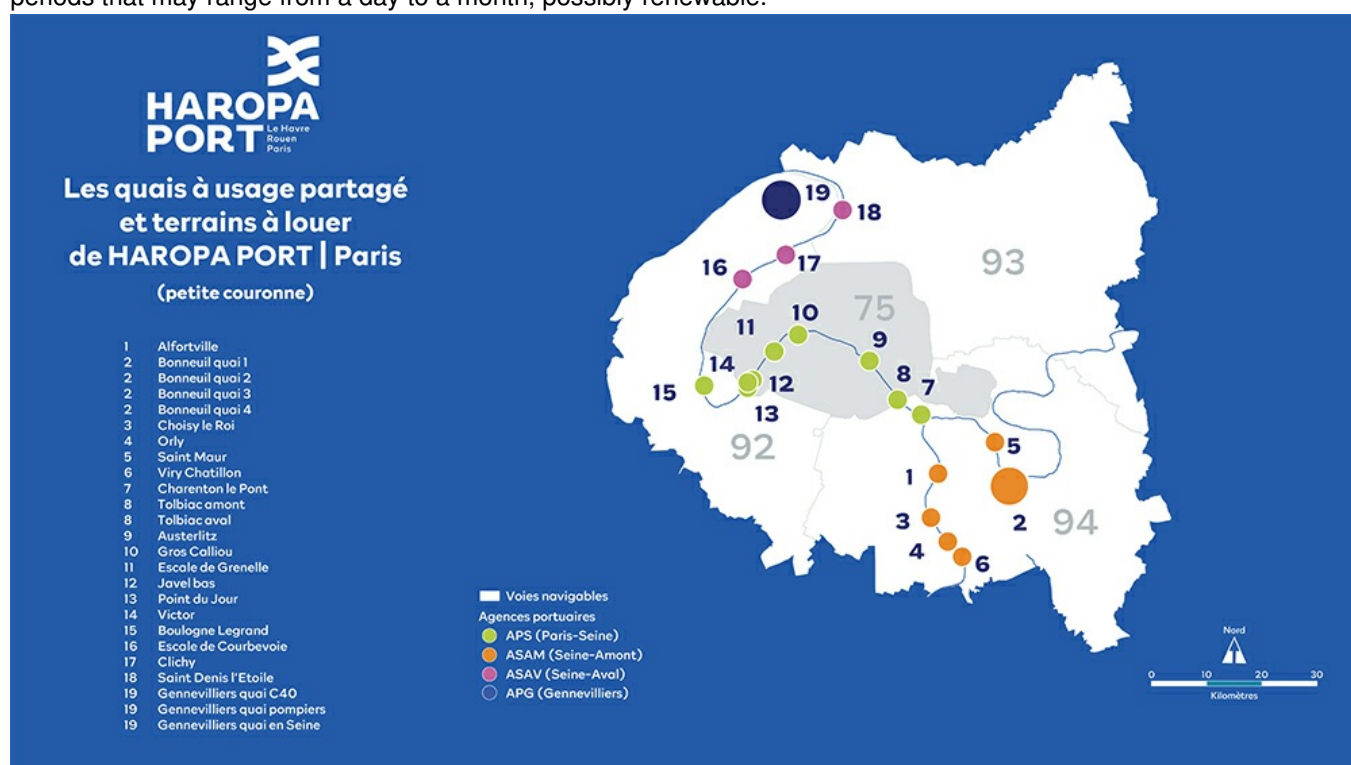 periods that may range from a day to a month, possibly renewable.
HAROPA
PORT
Le Havre
Rouen
Paris
Les quais à usage partagé
et terrains à louer
de HAROPA PORT | Paris
(petite couronne)
1 Alfortville
2 Bonneuil quai 1
2 Bonneuil quai 2
2 Bonneuil quai 3
2 Bonneuil quai 4
3 Choisy le Roi
4 Orly
5 Saint Maur
6 Viry Chatillon
7 Charenton le Pont
8 Tolbiac amont
8 Tolbiac aval
9 Austerlitz
10 Gros Calliou
11 Escale de Grenelle
12 Javel bas
13 Point du Jour
14 Victor
15 Boulogne Legrand
16 Escale de Courbevoie
17 Clichy
18 Saint Denis l'Etoile
19 Gennevilliers quai C40
19 Gennevilliers quai pompiers
19 Gennevilliers quai en Seine
19
18
17
16
93
75
10
11
9
14
12
8
7
15
13
92
5
1
2
94
3
4
6
Voies navigables
Agences portuaires
APS (Paris-Seine)
ASAM (Seine-Amont)
ASAV (Seine-Aval)
APG (Gennevilliers)
Nord
0 10 20 30
Kilomètres